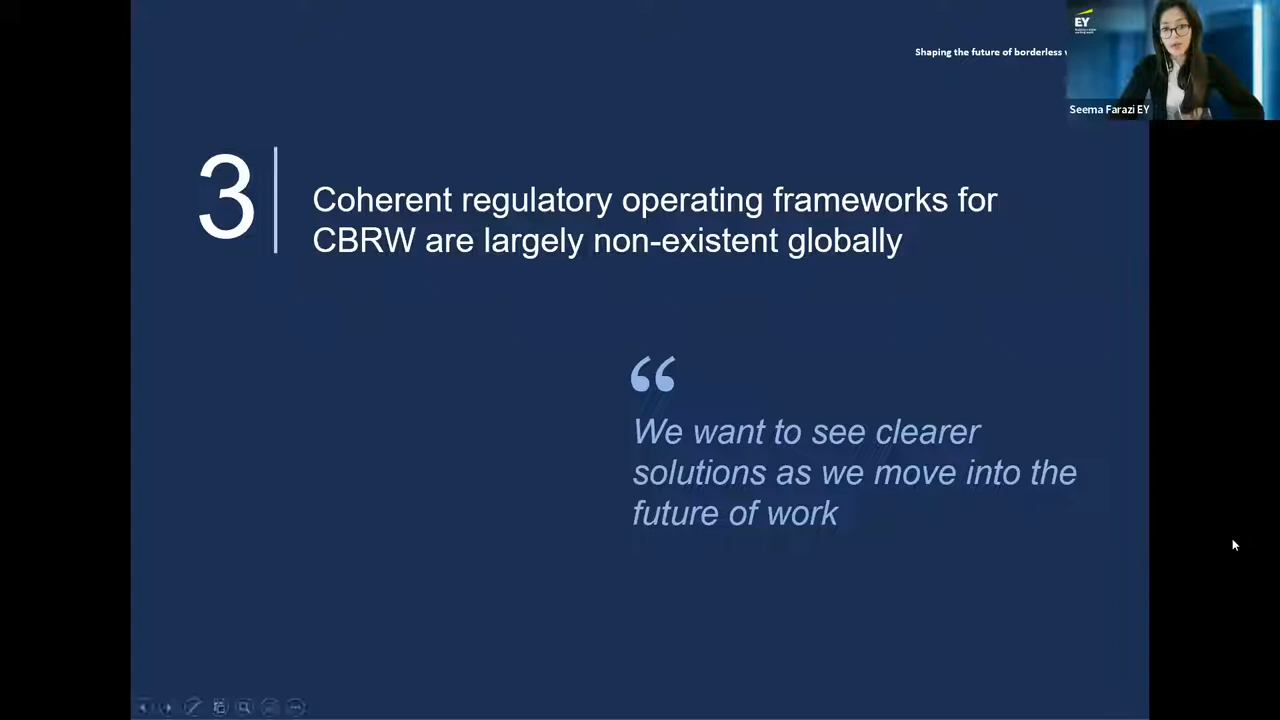 Shaping the future of borderless
EY
Seema Farazi EY
3
Coherent regulatory operating frameworks for
CBRW are largely non-existent globally
“
We want to see clearer
solutions as we move into the
future of work